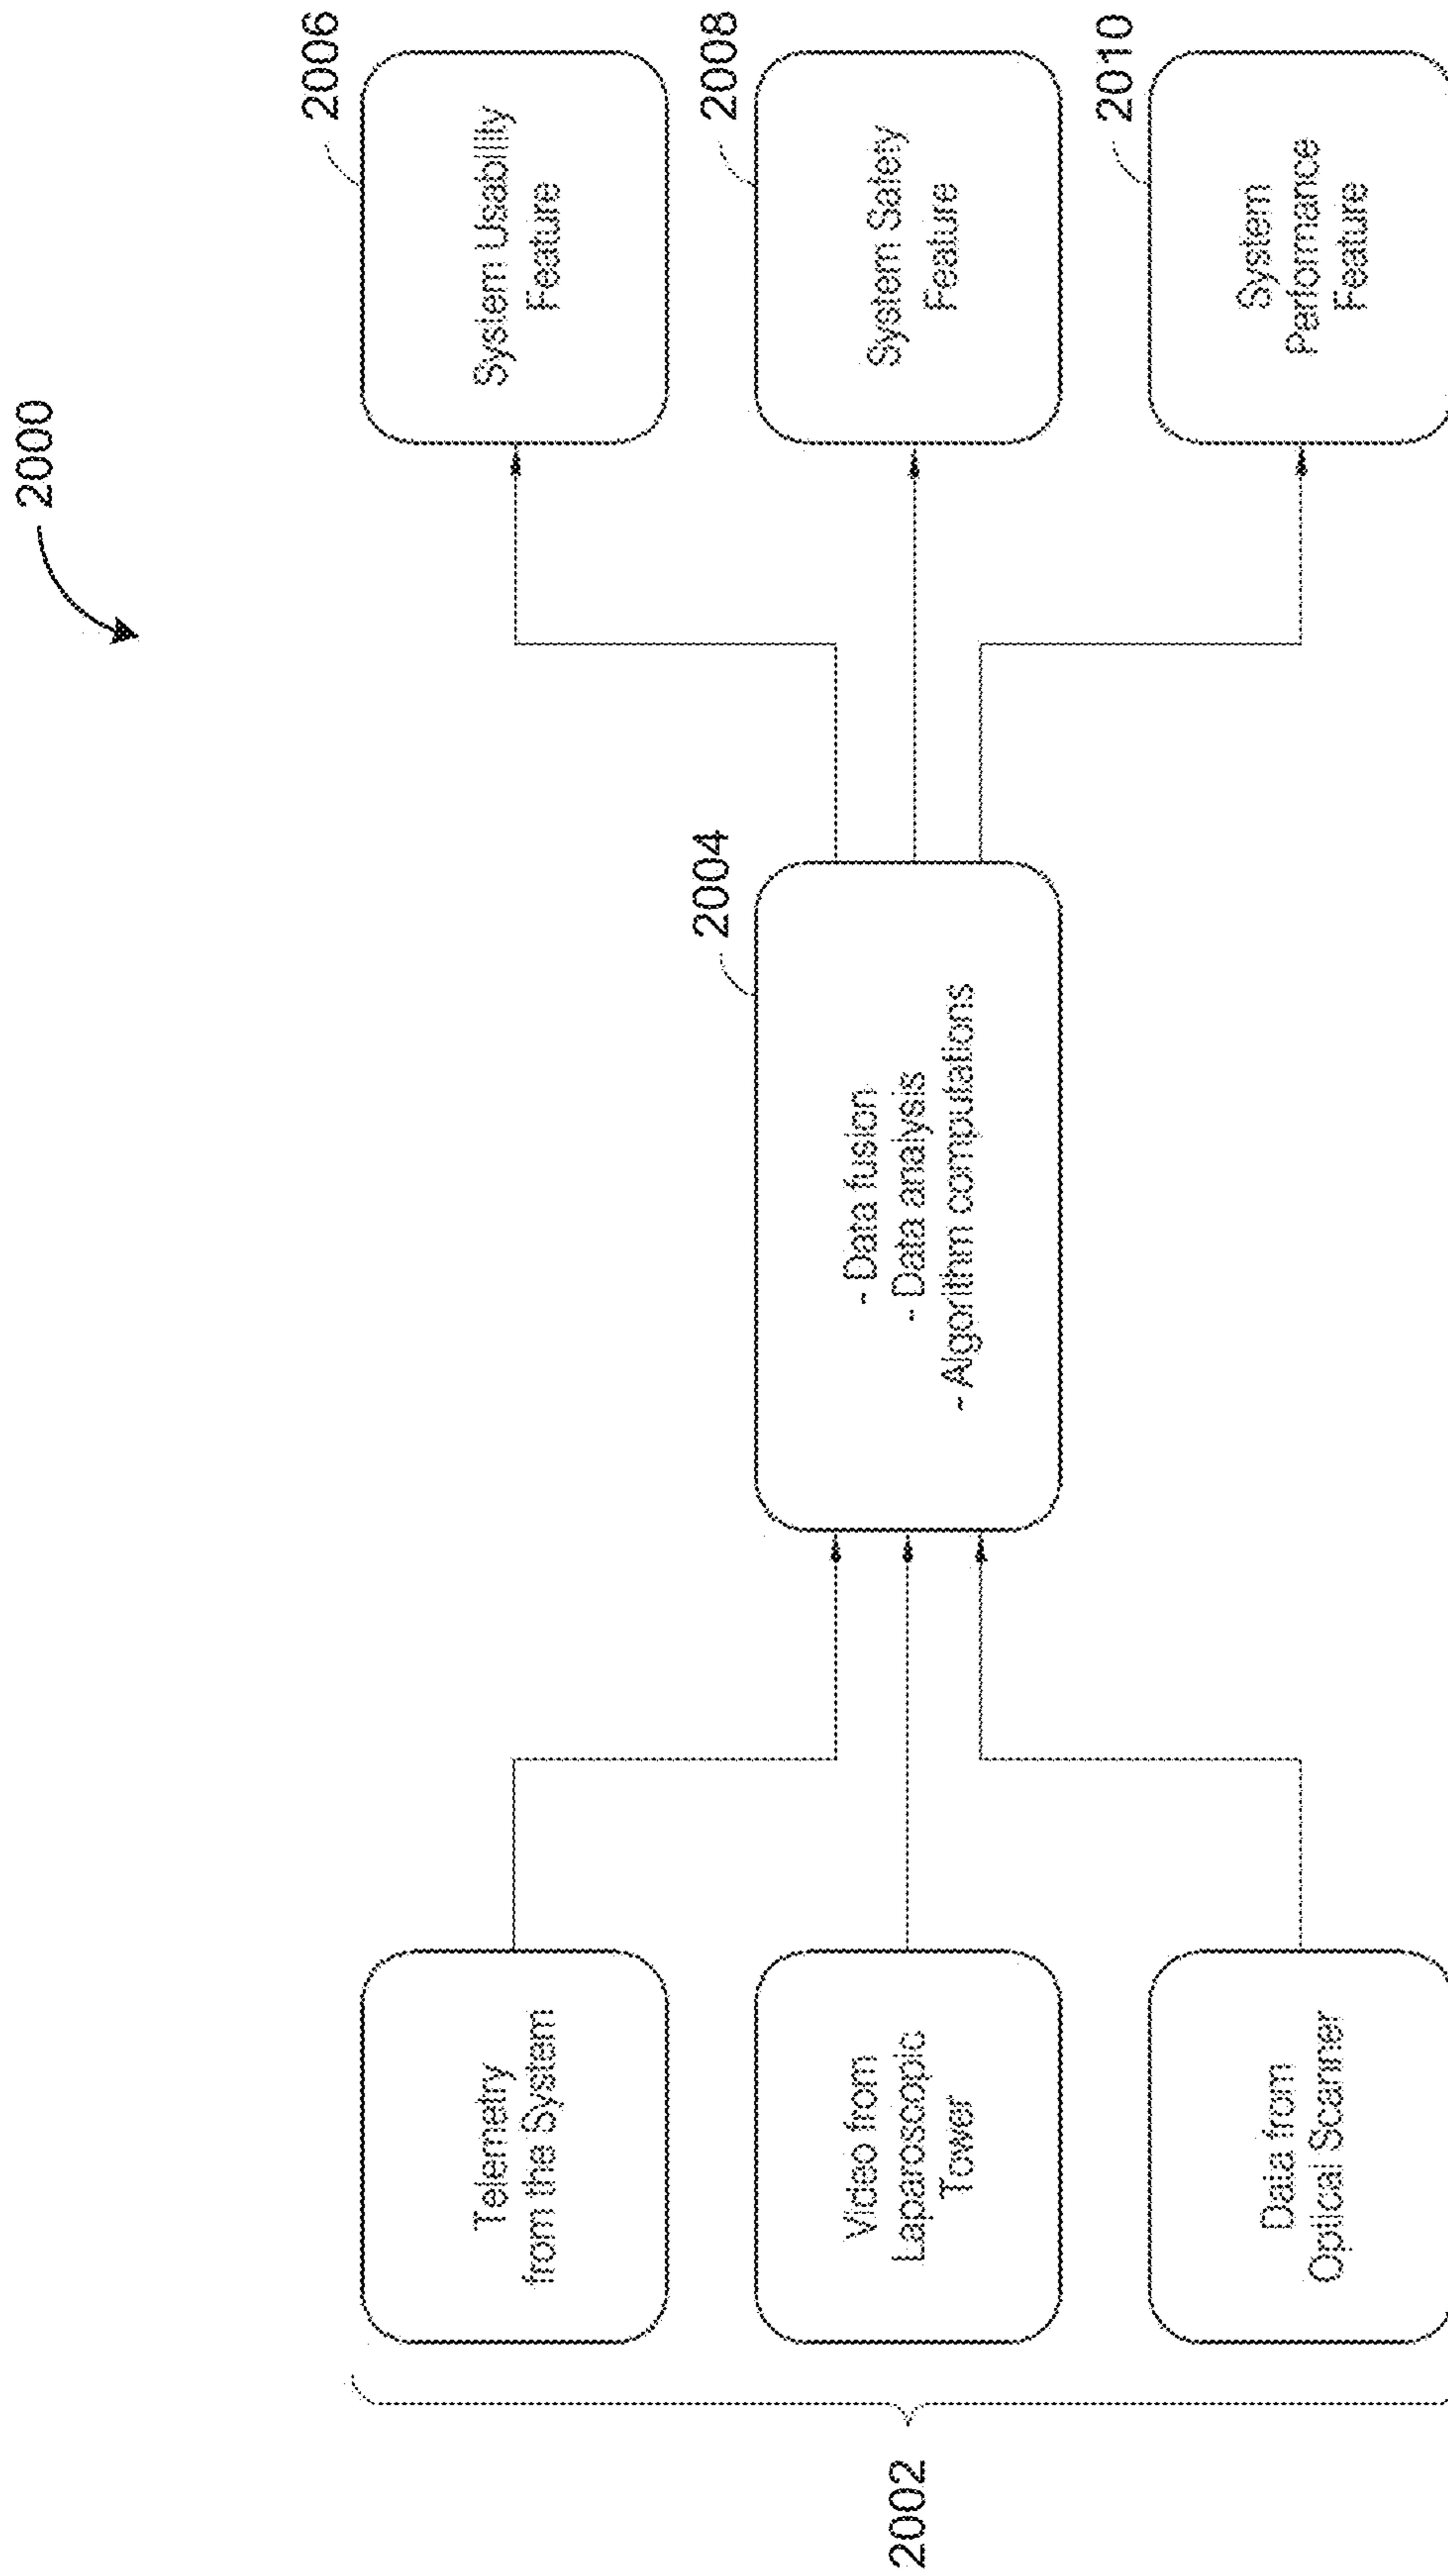 2000
2002
Telemetry
from the System
Video from
Laparoscopic
Tower
Data from
Optical Scanner
2004
- Data fusion
- Data analysis
- Algorithm computations
2006
System Usability
Feature
2008
System Safety
Feature
2010
System
Performance
Feature